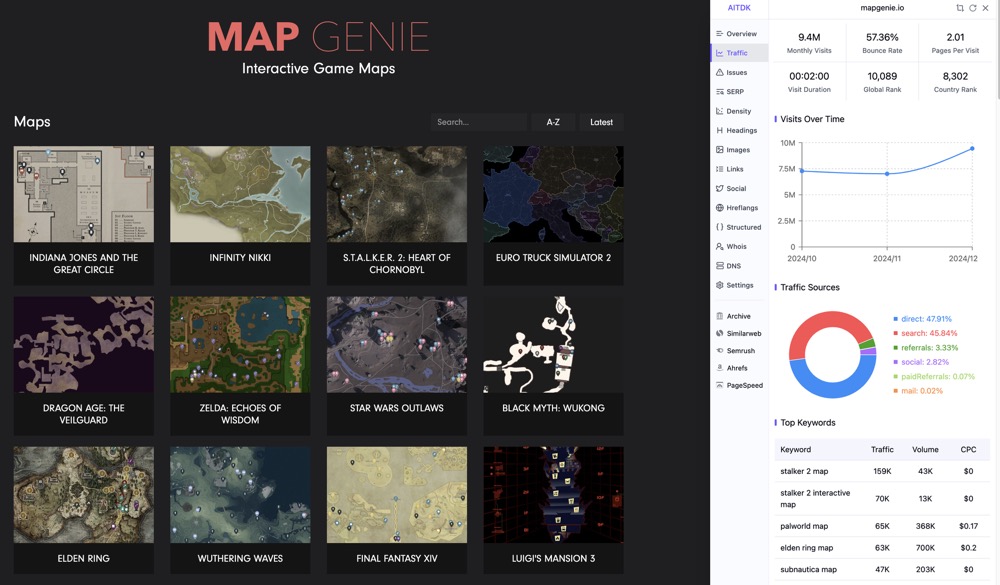 MAP GENIE
Interactive Game Maps
Maps
Search...
A-Z
Latest
INDIANA JONES AND THE
GREAT CIRCLE
INFINITY NIKKI
S.T.A.L.K.E.R. 2: HEART OF
CHORNOBYL
EURO TRUCK SIMULATOR 2
DRAGON AGE: THE
VEILGUARD
ZELDA: ECHOES OF
WISDOM
STAR WARS OUTLAWS
BLACK MYTH: WUKONG
ELDEN RING
WUTHERING WAVES
FINAL FANTASY XIV
LUIGI'S MANSION 3
AITDK
mapgenie.io
Overview
Traffic
Issues
SERP
Density
Headings
Images
Links
Social
Hreflangs
Structured
Whois
DNS
Settings
Archive
Similarweb
Semrush
Ahrefs
PageSpeed
9.4M
Monthly Visits
57.36%
Bounce Rate
2.01
Pages Per Visit
00:02:00
Visit Duration
10,089
Global Rank
8,302
Country Rank
Visits Over Time
10M
7.5M
5M
2.5M
0
2024/10
2024/11
2024/12
Traffic Sources
direct: 47.91%
search: 45.84%
referrals: 3.33%
social: 2.82%
paidReferrals: 0.07%
mail: 0.02%
Top Keywords
Keyword Traffic Volume CPC
stalker 2 map 159K 43K $0
stalker 2 interactive
map 70K 13K $0
palworld map 65K 368K $0.17
elden ring map 63K 700K $0.2
subnautica map 47K 203K $0